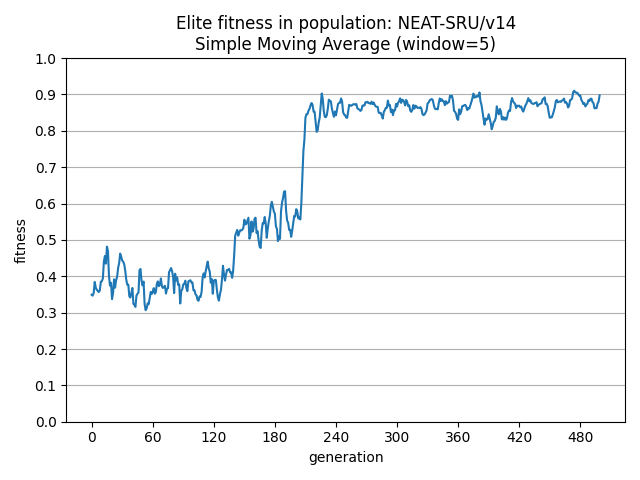 Elite fitness in population: NEAT-SRU/v14
Simple Moving Average (window=5)
fitness
1.0
0.9
0.8
0.7
0.6
0.5
0.4
0.3
0.2
0.1
0.0
0 60 120 180 240 300 360 420 480
generation